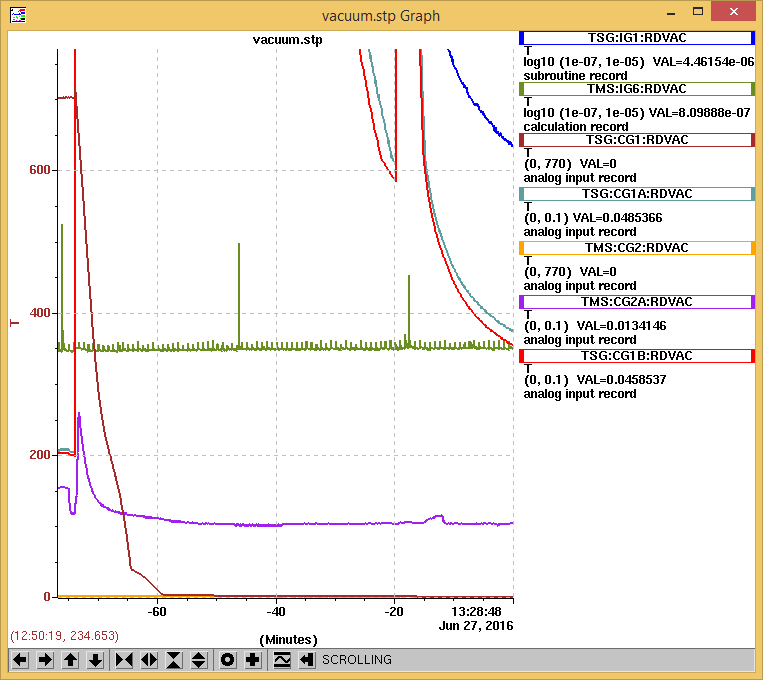 vacuum.stp Graph
vacuum.stp
T
600
400
200
0
-60
-40
-20
13:28:48
Jun 27, 2016
(Minutes)
(12:50:19, 234.653)
TSG:IG1:RDVAC
T
log10 (1e-07, 1e-05) VAL=4.46154e-06
subroutine record
TMS:IG6:RDVAC
T
log10 (1e-07, 1e-05) VAL=8.09888e-07
calculation record
TSG:CG1:RDVAC
T
(0, 770) VAL=0
analog input record
TSG:CG1A:RDVAC
T
(0, 0.1) VAL=0.0485366
analog input record
TMS:CG2:RDVAC
T
(0, 770) VAL=0
analog input record
TMS:CG2A:RDVAC
T
(0, 0.1) VAL=0.0134146
analog input record
TSG:CG1B:RDVAC
T
(0, 0.1) VAL=0.0458537
analog input record
SCROLLING